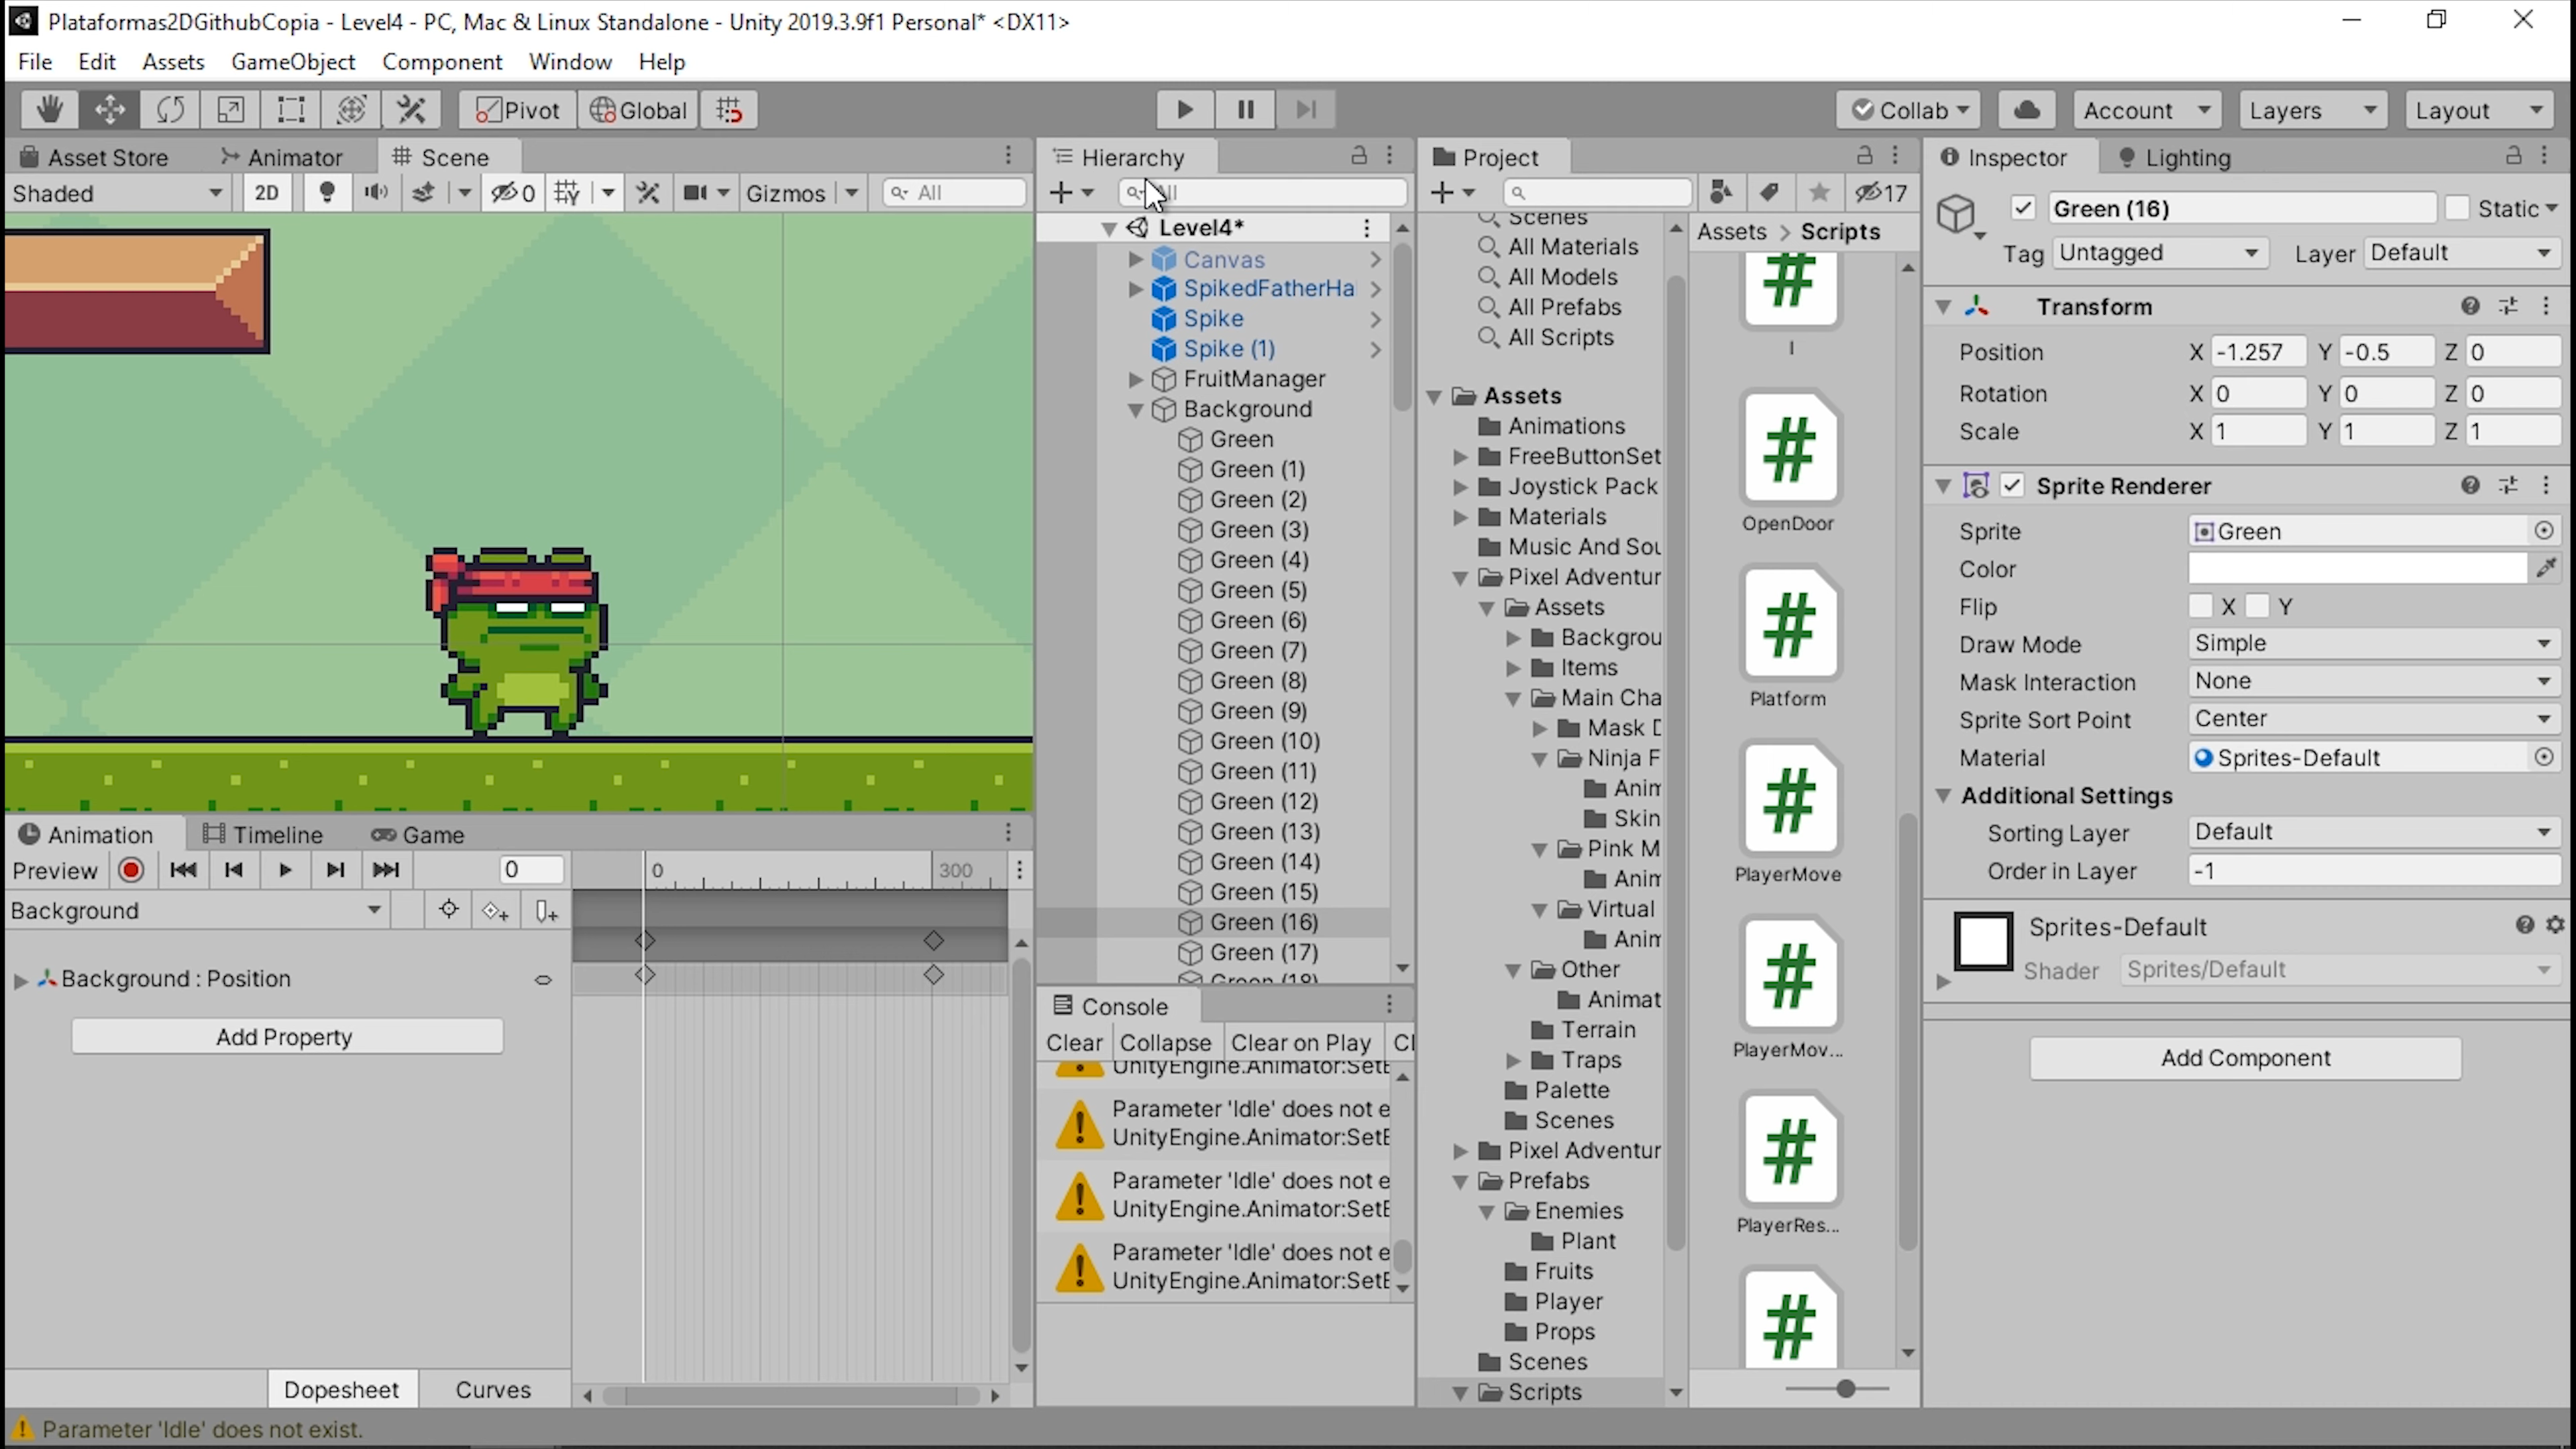 Plataformas2DGithubCopia - Level4 - PC, Mac & Linux Standalone - Unity 2019.3.9f1 Personal* <DX11>
File Edit Assets GameObject Component Window Help
Pivot Global Collab Account Layers Layout
Asset Store Animator Scene
Shaded 2D 0 Gizmos All
Hierarchy
All
Level4*
Canvas
SpikedFatherHa
Spike
Spike (1)
FruitManager
Background
Green
Green (1)
Green (2)
Green (3)
Green (4)
Green (5)
Green (6)
Green (7)
Green (8)
Green (9)
Green (10)
Green (11)
Green (12)
Green (13)
Green (14)
Green (15)
Green (16)
Green (17)
Green (18)
Animation Timeline Game
Preview 0 0 300
Background
Background : Position
Add Property
Dopesheet Curves
Console
Clear Collapse Clear on Play Cl
UnityEngine.Animator:SetE
Parameter 'Idle' does not e
UnityEngine.Animator:SetE
Parameter 'Idle' does not e
UnityEngine.Animator:SetE
Parameter 'Idle' does not e
UnityEngine.Animator:SetE
Project
17
Scenes
All Materials
All Models
All Prefabs
All Scripts
Assets
Animations
FreeButtonSet
Joystick Pack
Materials
Music And Sou
Pixel Adventur
Assets
Backgrou
Items
Main Cha
Mask D
Ninja F
Anim
Skin
Pink M
Anim
Virtual
Anim
Other
Animat
Terrain
Traps
Palette
Scenes
Pixel Adventur
Prefabs
Enemies
Plant
Fruits
Player
Props
Scenes
Scripts
Assets > Scripts
OpenDoor
Platform
PlayerMove
PlayerMov...
PlayerRes...
Inspector Lighting
Green (16) Static
Tag Untagged Layer Default
Transform
Position X -1.257 Y -0.5 Z 0
Rotation X 0 Y 0 Z 0
Scale X 1 Y 1 Z 1
Sprite Renderer
Sprite Green
Color
Flip X Y
Draw Mode Simple
Mask Interaction None
Sprite Sort Point Center
Material Sprites-Default
Additional Settings
Sorting Layer Default
Order in Layer -1
Sprites-Default
Shader Sprites/Default
Add Component
Parameter 'Idle' does not exist.